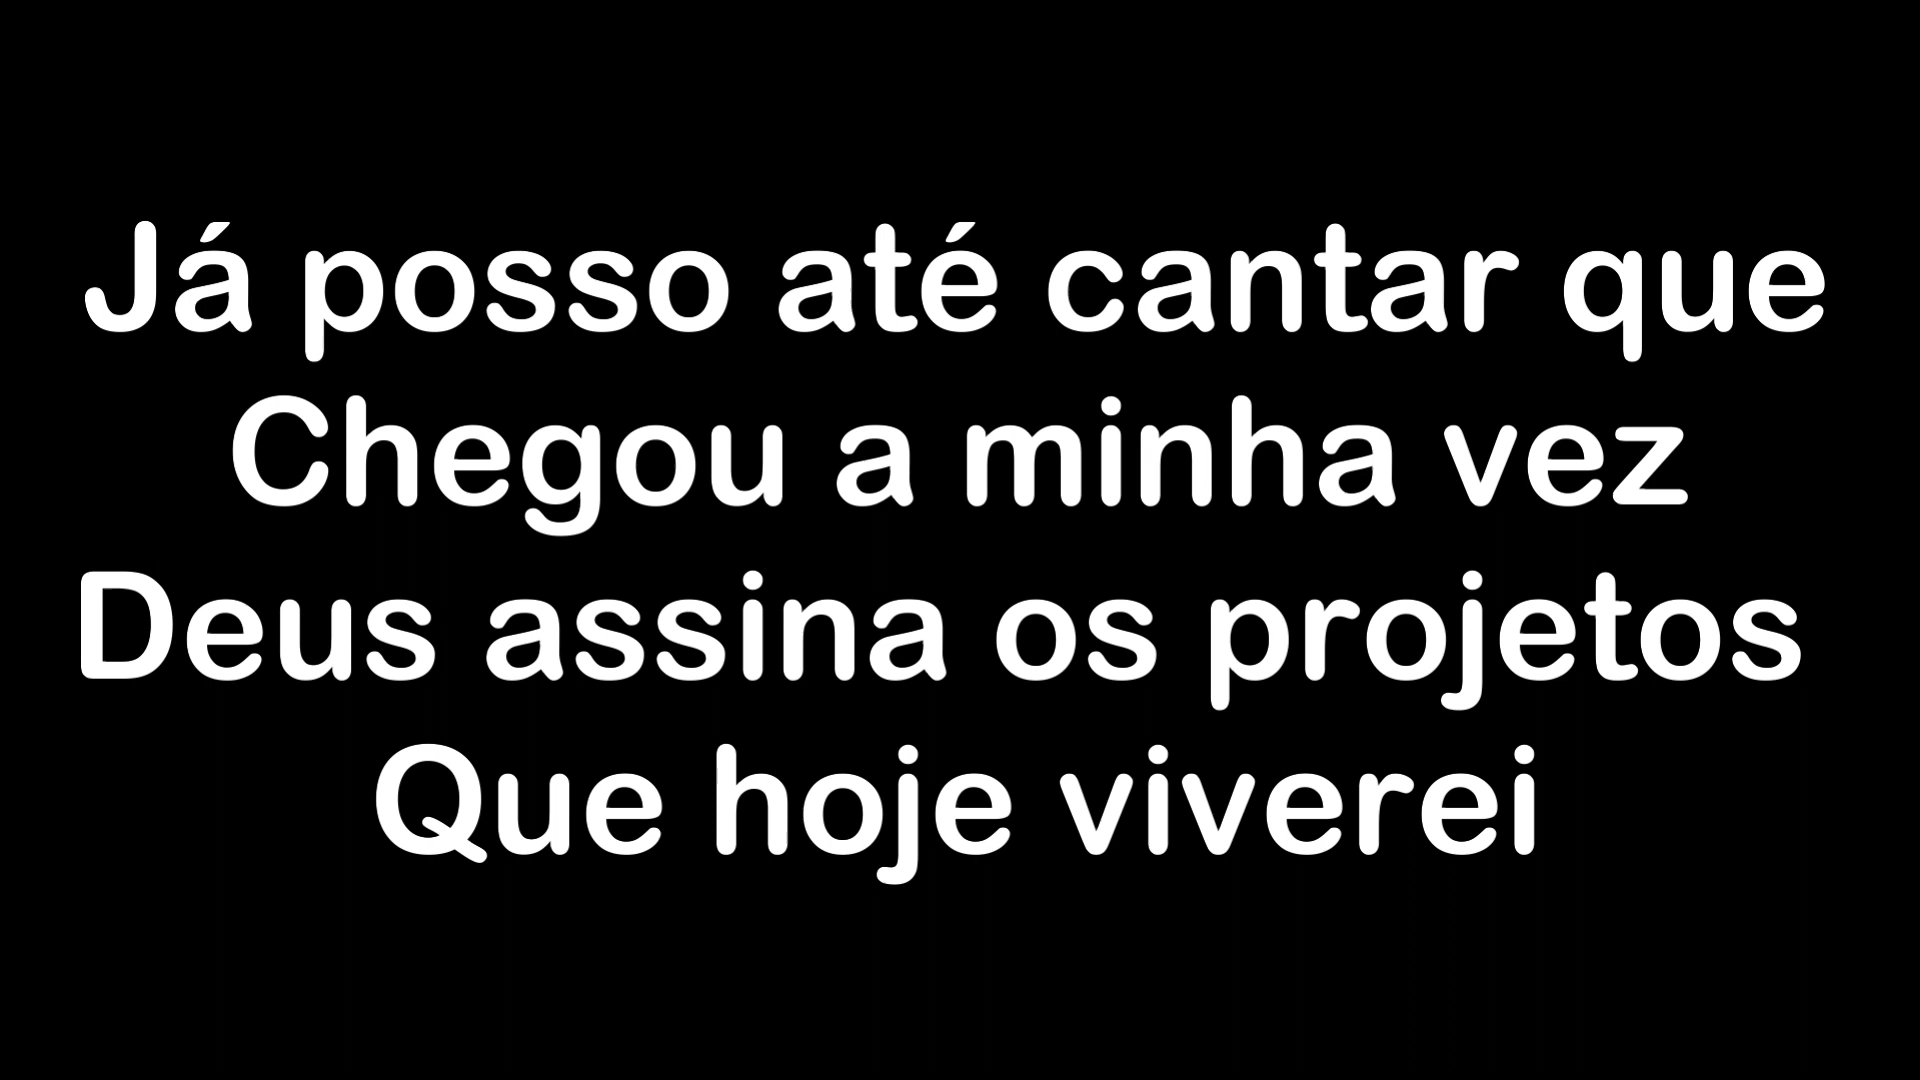 Já posso até cantar que
Chegou a minha vez
Deus assina os projetos
Que hoje viverei